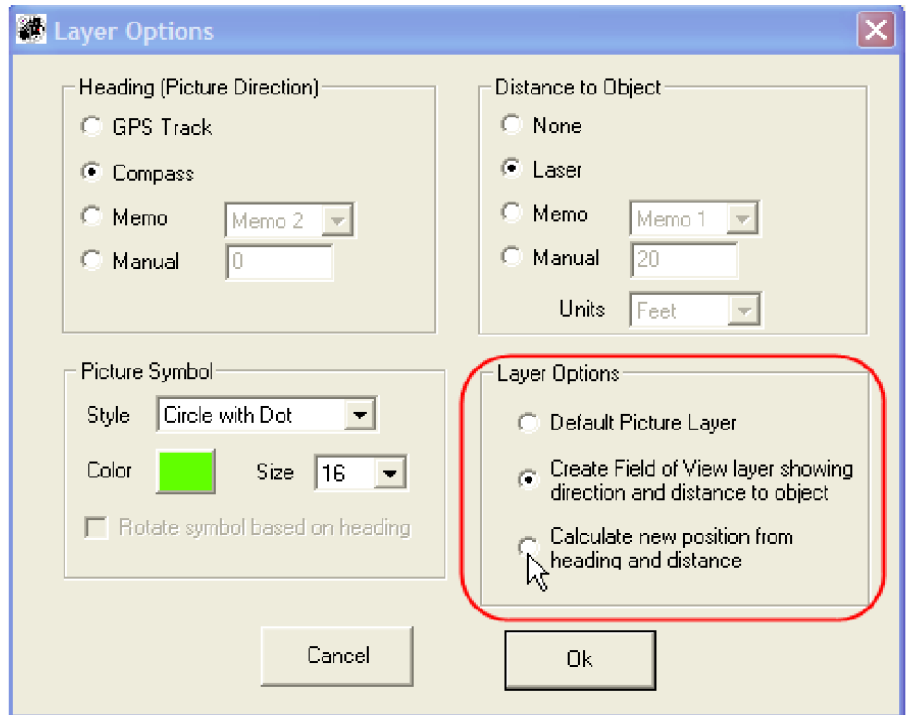 Layer Options
Heading (Picture Direction)
GPS Track
Compass
Memo
Memo 2
Manual
0
Distance to Object
None
Laser
Memo
Memo 1
Manual
20
Units
Feet
Picture Symbol
Style
Circle with Dot
Color
Size
16
Rotate symbol based on heading
Layer Options
Default Picture Layer
Create Field of View layer showing
direction and distance to object
Calculate new position from
heading and distance
Cancel
Ok